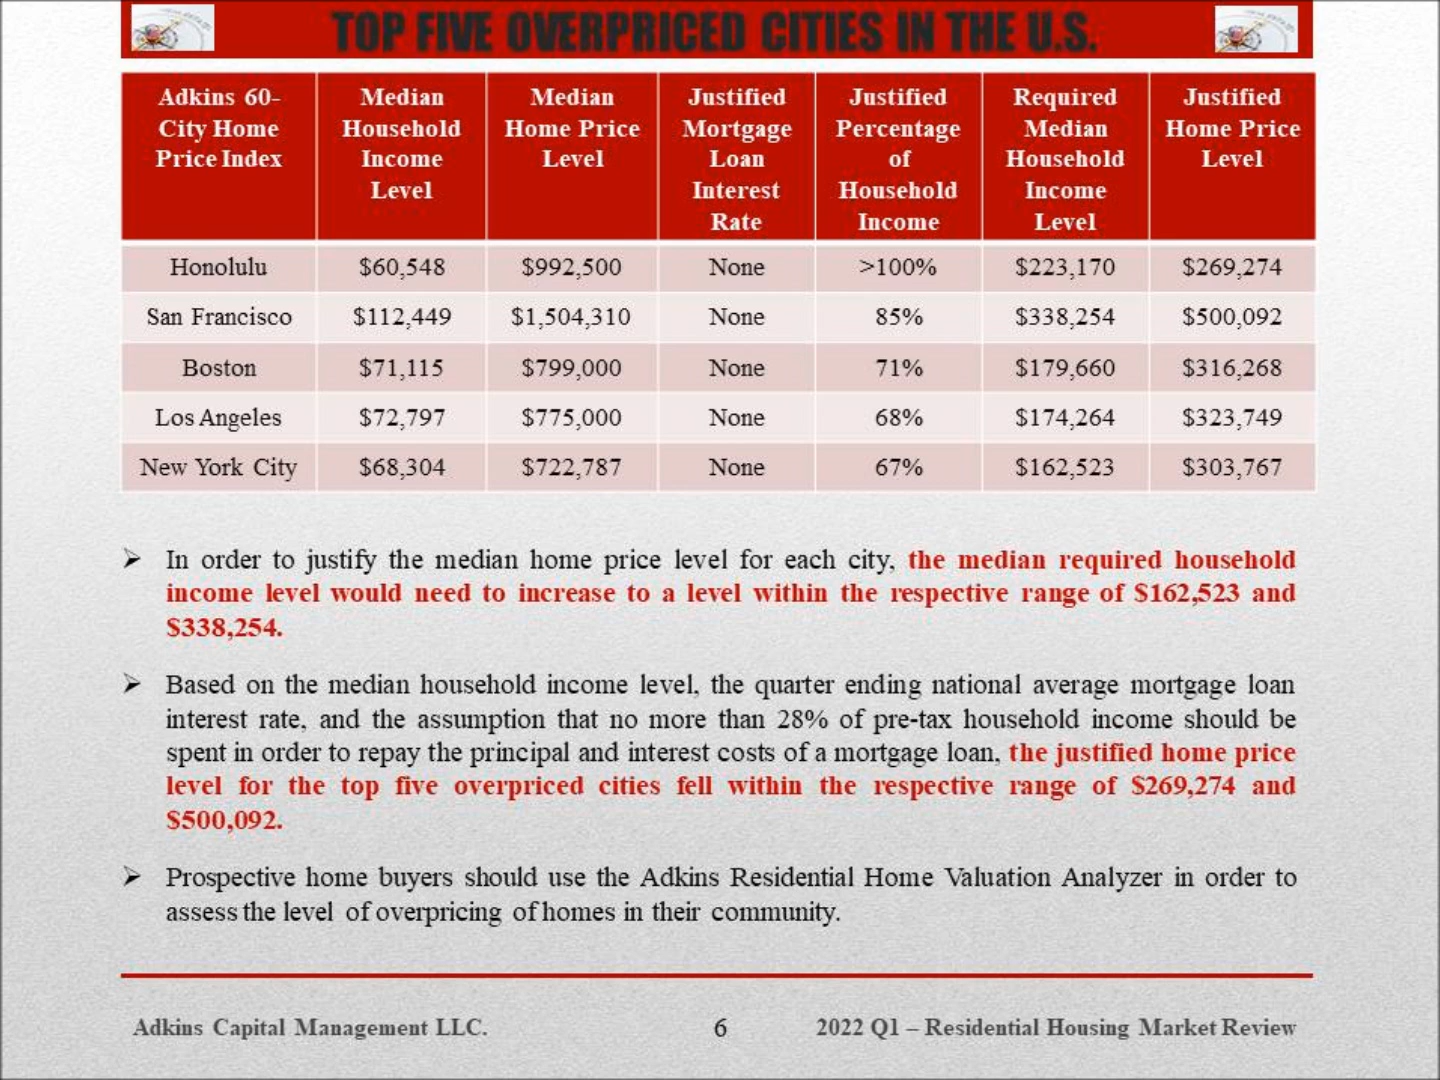 TOP FIVE OVERPRICED CITIES IN THE U.S.
Adkins 60-
City Home
Price Index
Median
Household
Income
Level
Median
Home Price
Level
Justified
Mortgage
Loan
Interest
Rate
Justified
Percentage
of
Household
Income
Required
Median
Household
Income
Level
Justified
Home Price
Level
Honolulu $60,548 $992,500 None >100% $223,170 $269,274
San Francisco $112,449 $1,504,310 None 85% $338,254 $500,092
Boston $71,115 $799,000 None 71% $179,660 $316,268
Los Angeles $72,797 $775,000 None 68% $174,264 $323,749
New York City $68,304 $722,787 None 67% $162,523 $303,767
➢ In order to justify the median home price level for each city, the median required household
income level would need to increase to a level within the respective range of $162,523 and
$338,254.
➢ Based on the median household income level, the quarter ending national average mortgage loan
interest rate, and the assumption that no more than 28% of pre-tax household income should be
spent in order to repay the principal and interest costs of a mortgage loan, the justified home price
level for the top five overpriced cities fell within the respective range of $269,274 and
$500,092.
➢ Prospective home buyers should use the Adkins Residential Home Valuation Analyzer in order to
assess the level of overpricing of homes in their community.
Adkins Capital Management LLC. 6 2022 Q1 – Residential Housing Market Review